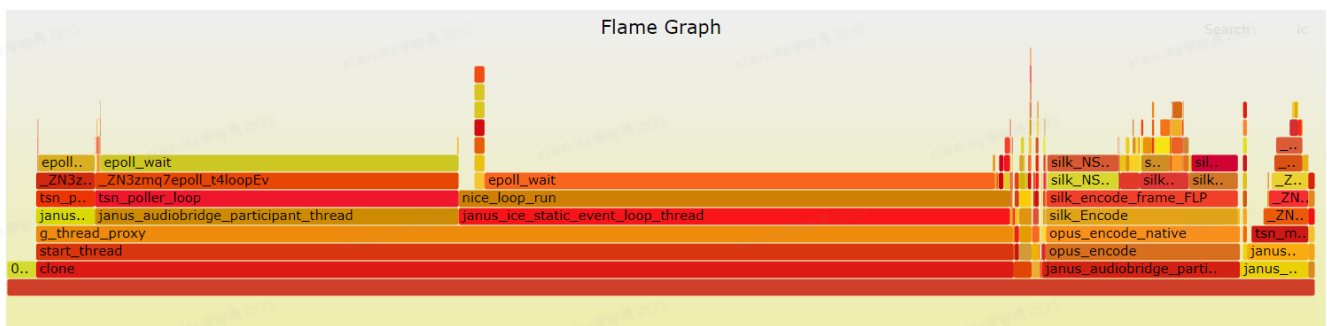 Flame Graph
Search
ic
epoll.. epoll_wait silk_NS.. s.. sil.. _..
_ZN3z.. _ZN3zmq7epoll_t4loopEv epoll_wait silk_NS.. silk.. silk.. _Z..
tsn_p.. tsn_poller_loop nice_loop_run silk_encode_frame_FLP _ZN..
janus.. janus_audiobridge_participant_thread janus_ice_static_event_loop_thread silk_Encode _ZN..
g_thread_proxy opus_encode_native tsn_m..
start_thread opus_encode janus..
0.. clone janus_audiobridge_parti.. janus_..